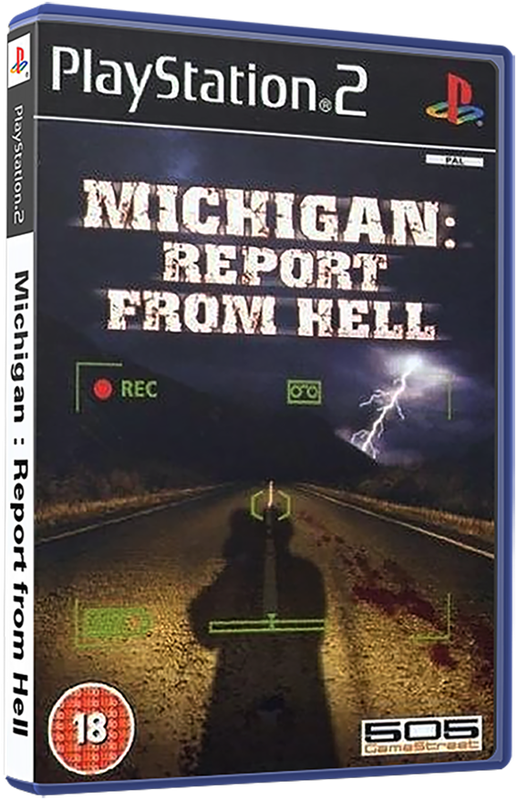 PlayStation®2
PAL
MICHIGAN:
REPORT
FROM HELL
REC
18
505
GameStreet
PlayStation®2
Michigan : Report from Hell